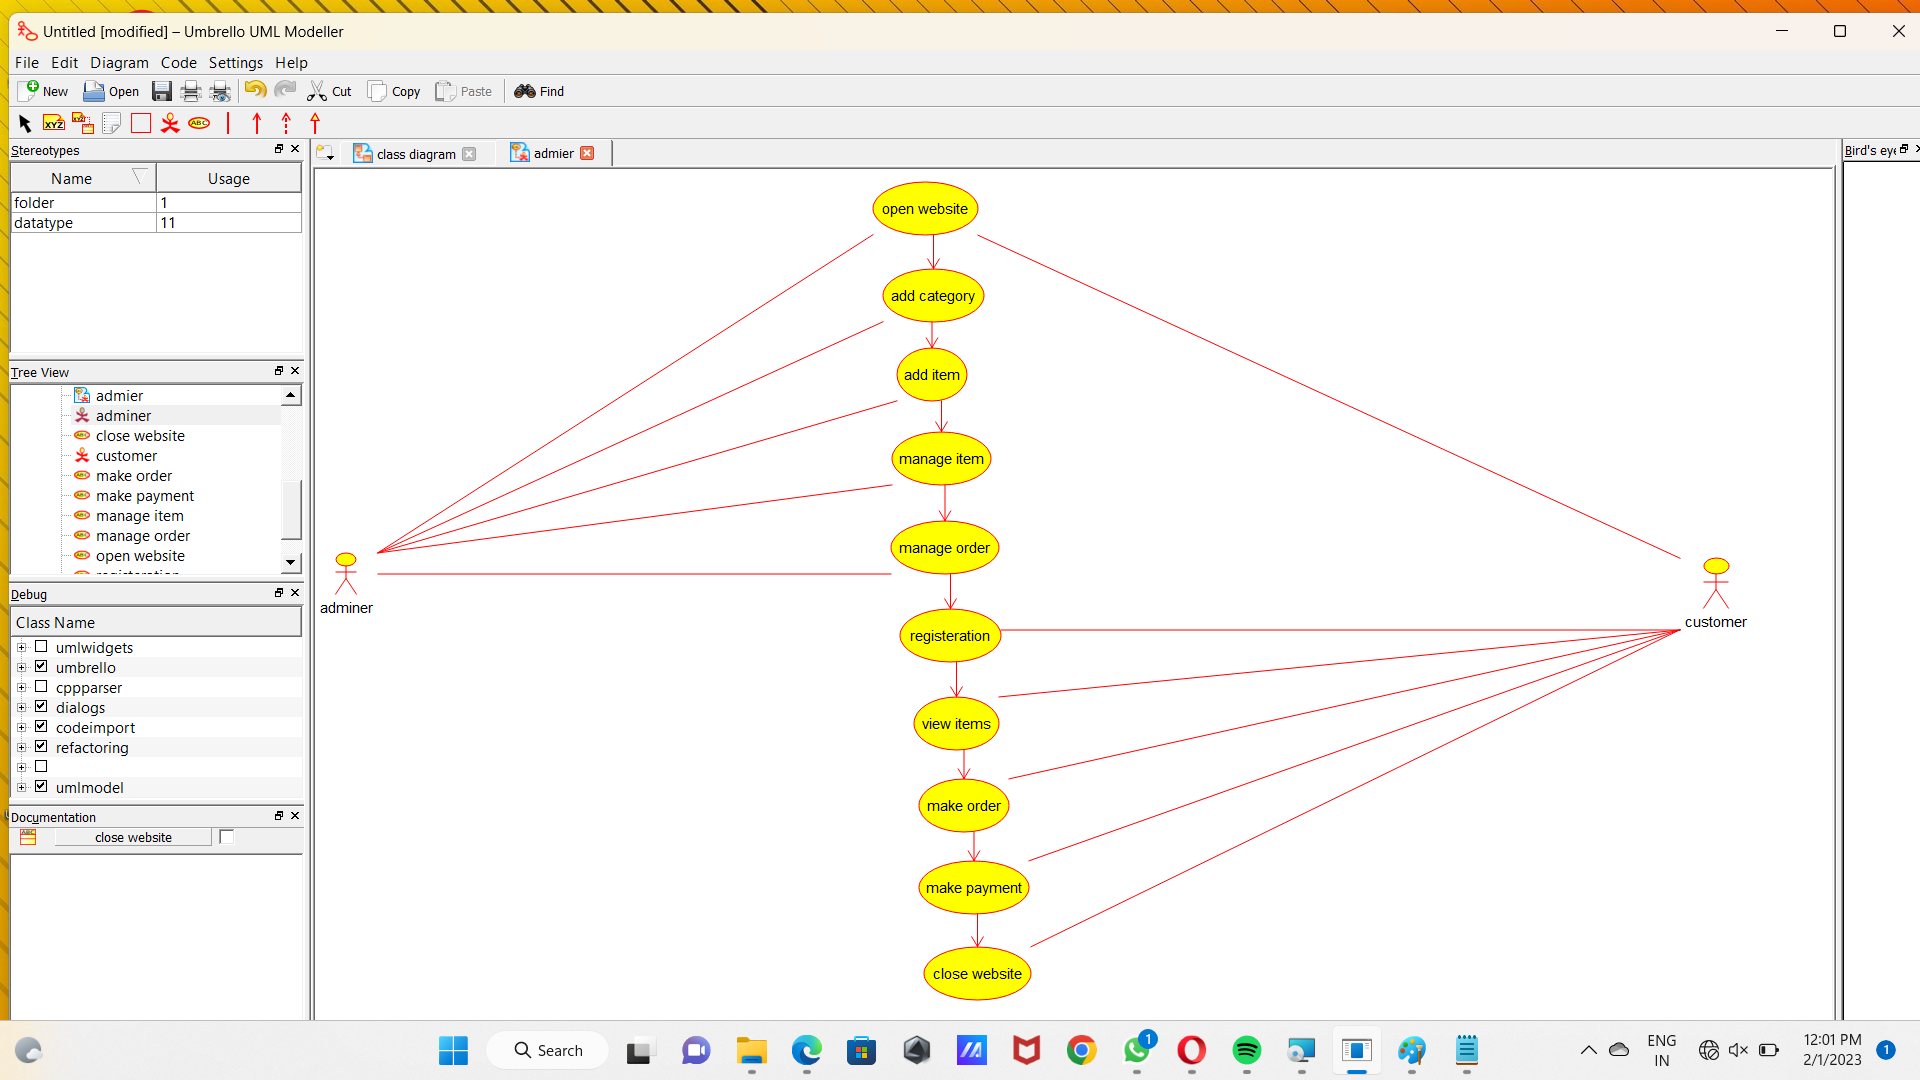 Untitled [modified] – Umbrello UML Modeller
File Edit Diagram Code Settings Help
New Open Cut Copy Paste Find
XYZ XYZ ABC
Stereotypes
Name Usage
folder 1
datatype 11
Tree View
admier
adminer
close website
customer
make order
make payment
manage item
manage order
open website
Debug
Class Name
umlwidgets
umbrello
cppparser
dialogs
codeimport
refactoring
umlmodel
Documentation
close website
class diagram admier
Bird's eye
open website
add category
add item
manage item
manage order
registeration
view items
make order
make payment
close website
adminer
customer
Search
1
ENG
IN
12:01 PM
2/1/2023
1